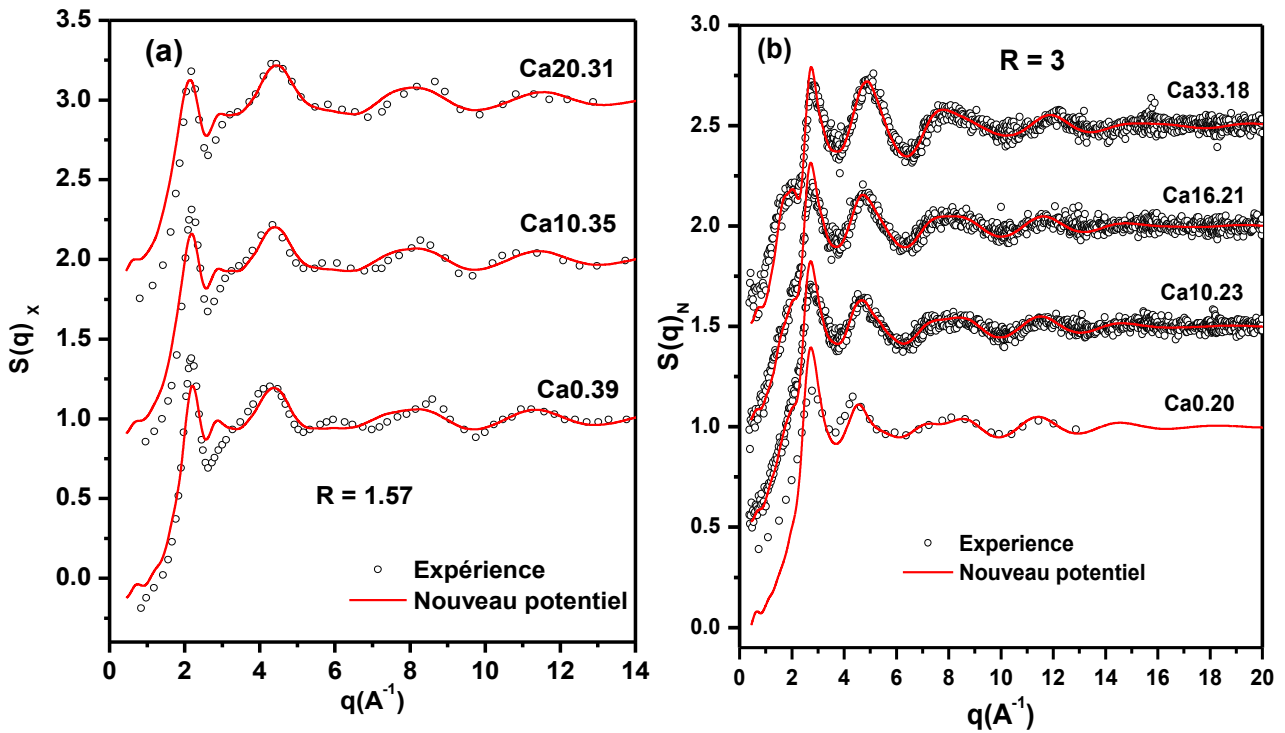 (a)
Ca20.31
Ca10.35
Ca0.39
R = 1.57
Expérience
Nouveau potentiel
3.5
3.0
2.5
2.0
1.5
1.0
0.5
0.0
S(q) X
0 2 4 6 8 10 12 14
q(A-1)
(b)
R = 3
Ca33.18
Ca16.21
Ca10.23
Ca0.20
Experience
Nouveau potentiel
3.0
2.5
2.0
1.5
1.0
0.5
0.0
S(q)N
0 2 4 6 8 10 12 14 16 18 20
q(A-1)